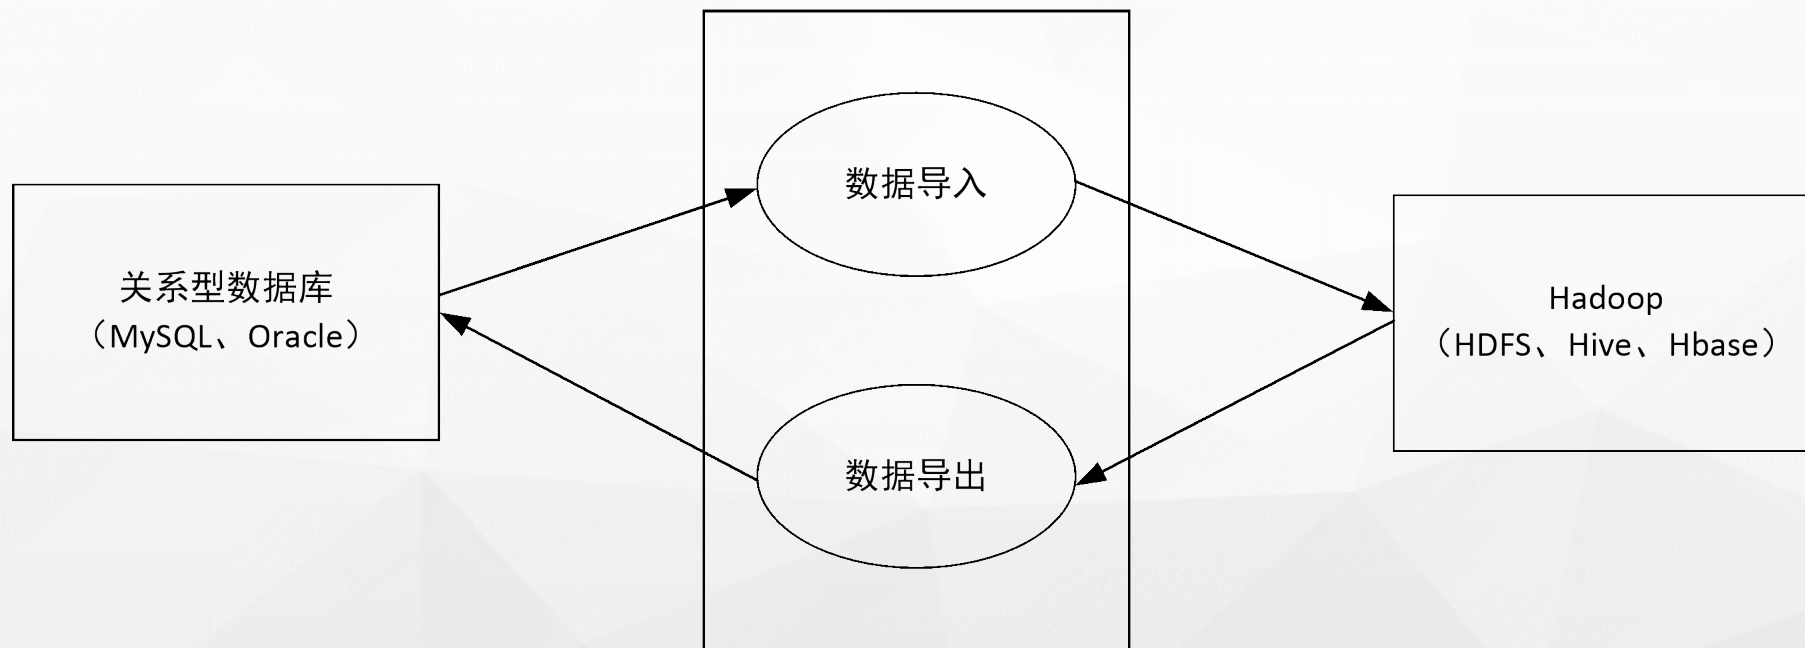 数据导入
关系型数据库
（MySQL、Oracle）
Hadoop
（HDFS、Hive、Hbase）
数据导出